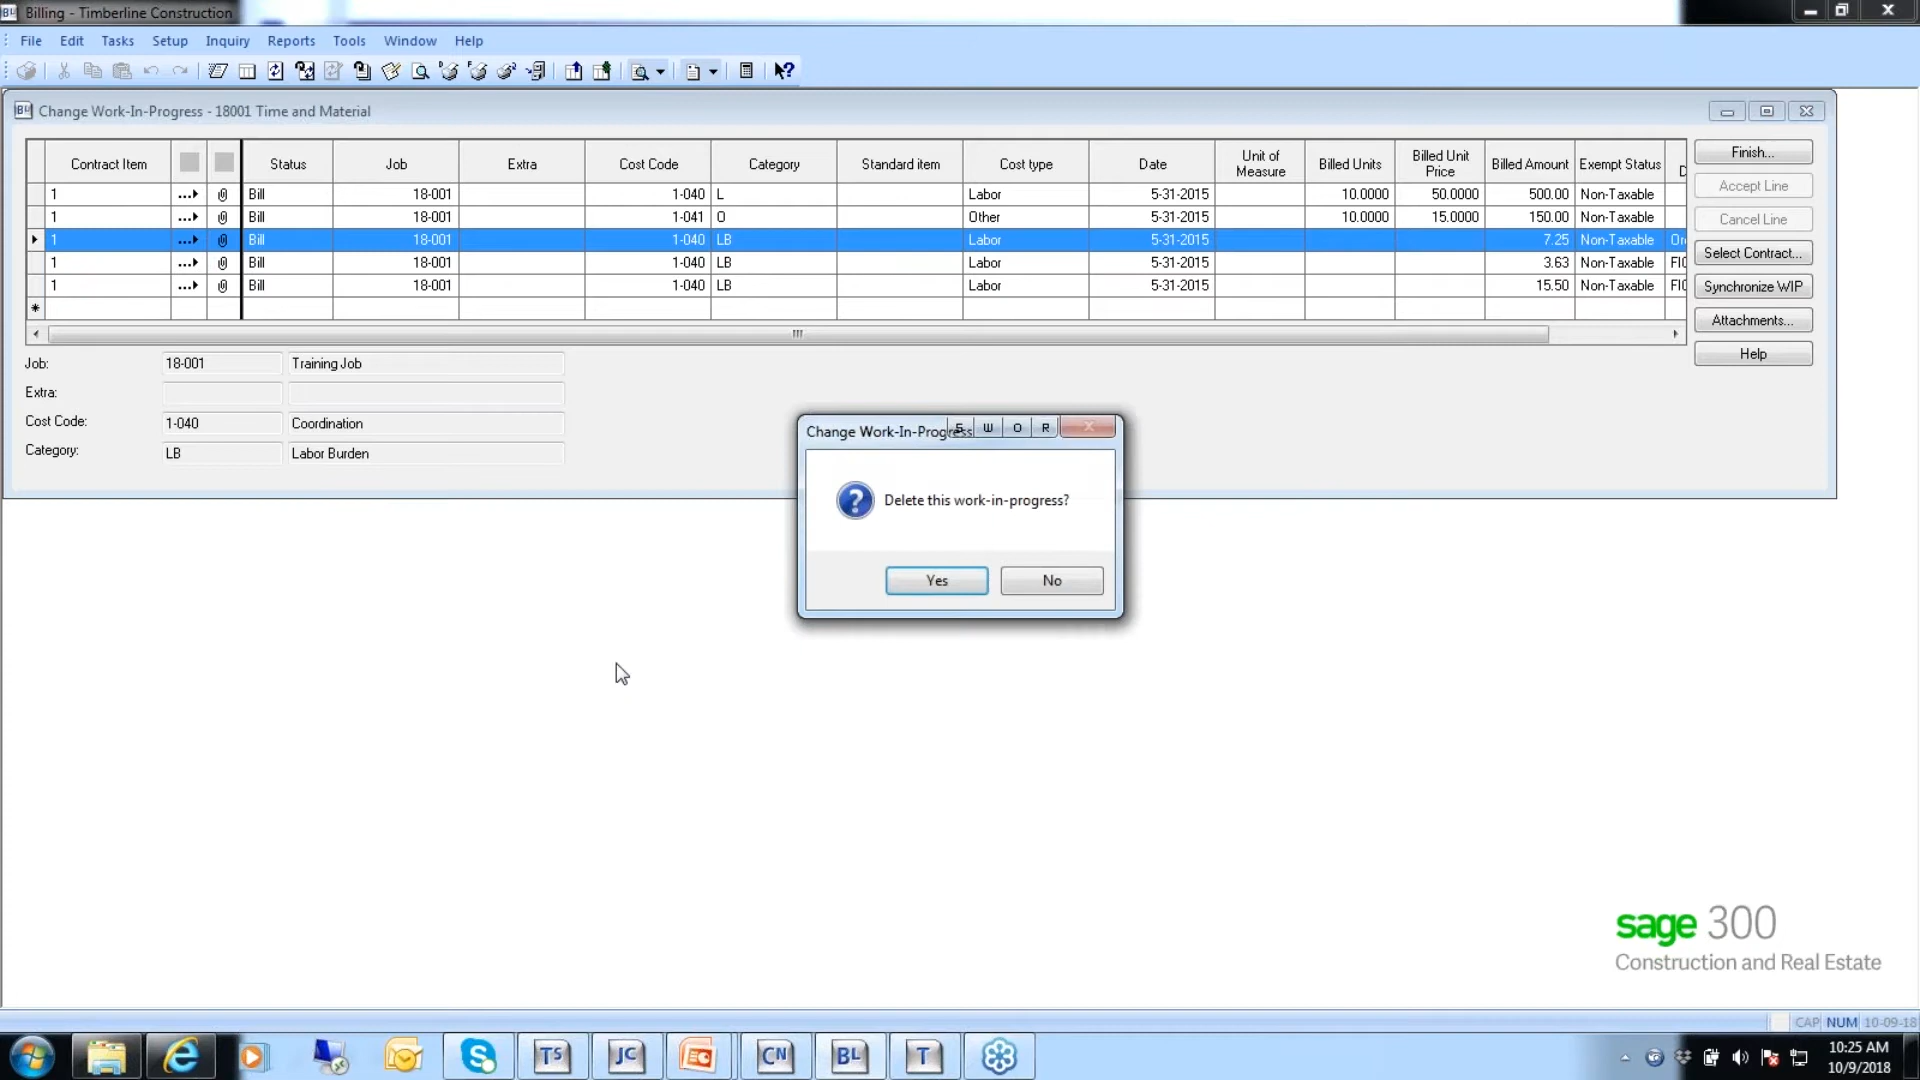 Billing - Timberline Construction
File Edit Tasks Setup Inquiry Reports Tools Window Help
Change Work-In-Progress - 18001 Time and Material
Contract Item Status Job Extra Cost Code Category Standard item Cost type Date Unit of Measure Billed Units Billed Unit Price Billed Amount Exempt Status D
1 Bill 18-001 1-040 L Labor 5-31-2015 10.0000 50.0000 500.00 Non-Taxable
1 Bill 18-001 1-041 O Other 5-31-2015 10.0000 15.0000 150.00 Non-Taxable
1 Bill 18-001 1-040 LB Labor 5-31-2015 7.25 Non-Taxable
1 Bill 18-001 1-040 LB Labor 5-31-2015 3.63 Non-Taxable
1 Bill 18-001 1-040 LB Labor 5-31-2015 15.50 Non-Taxable
Finish...
Accept Line
Cancel Line
Select Contract...
Synchronize WIP
Attachments...
Help
Job: 18-001 Training Job
Extra:
Cost Code: 1-040 Coordination
Category: LB Labor Burden
Change Work-In-Progress S W O R
Delete this work-in-progress?
Yes No
sage 300
Construction and Real Estate
CAP NUM 10-09-18
TS JC CN BL T
10:25 AM
10/9/2018